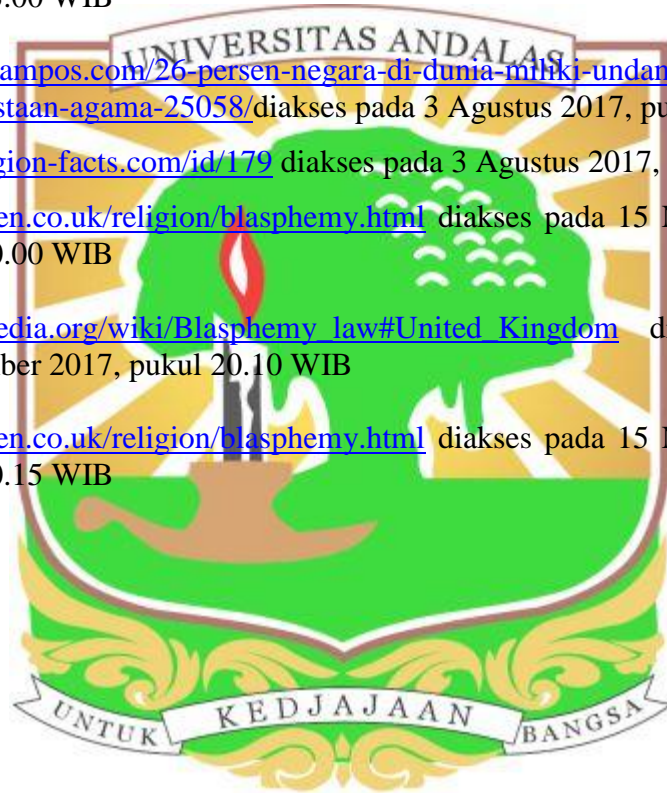 .00 WIB
UNIVERSITAS ANDALAS
ampos.com/26-persen-negara-di-dunia-miliki-undan
staan-agama-25058/diakses pada 3 Agustus 2017, pu
gion-facts.com/id/179 diakses pada 3 Agustus 2017,
en.co.uk/religion/blasphemy.html diakses pada 15
.00 WIB
edia.org/wiki/Blasphemy_law#United_Kingdom d
ber 2017, pukul 20.10 WIB
en.co.uk/religion/blasphemy.html diakses pada 15
.15 WIB
UNTUK KEDJAJAAN BANGSA